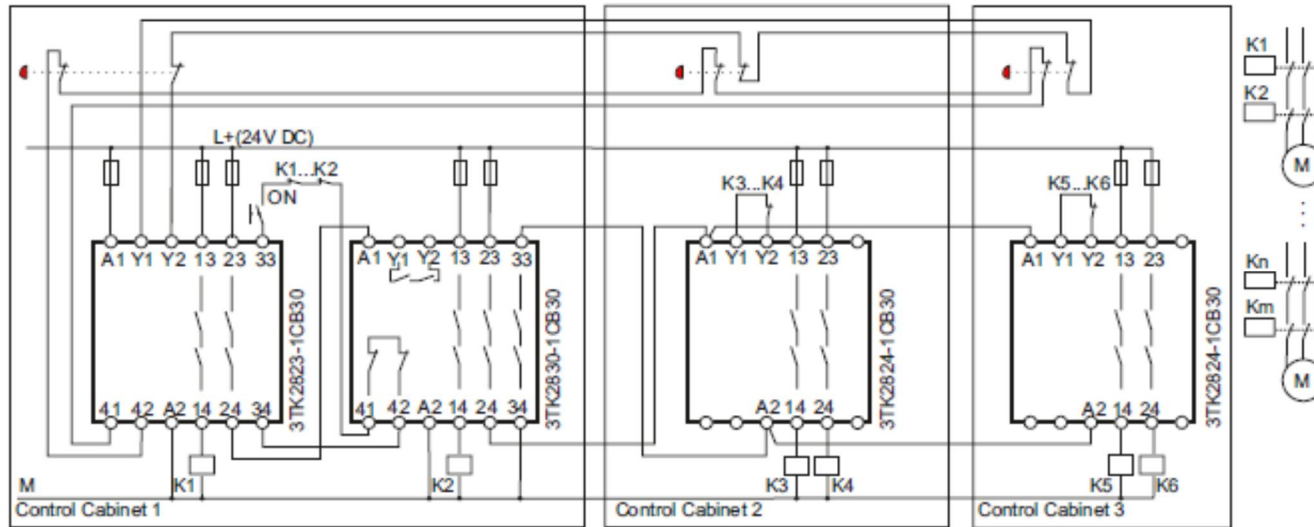 K1
K2
M
Kn
Km
M
L+(24V DC)
K1...K2
ON
K3...K4
K5...K6
A1 Y1 Y2 13 23 33
A1 Y1 Y2 13 23 33
A1 Y1 Y2 13 23
A1 Y1 Y2 13 23
3TK2823-1CB30
3TK2830-1CB30
3TK2824-1CB30
3TK2824-1CB30
41 42 A2 14 24 34
41 42 A2 14 24 34
A2 14 24
A2 14 24
M
K1
K2
K3
K4
K5
K6
Control Cabinet 1
Control Cabinet 2
Control Cabinet 3